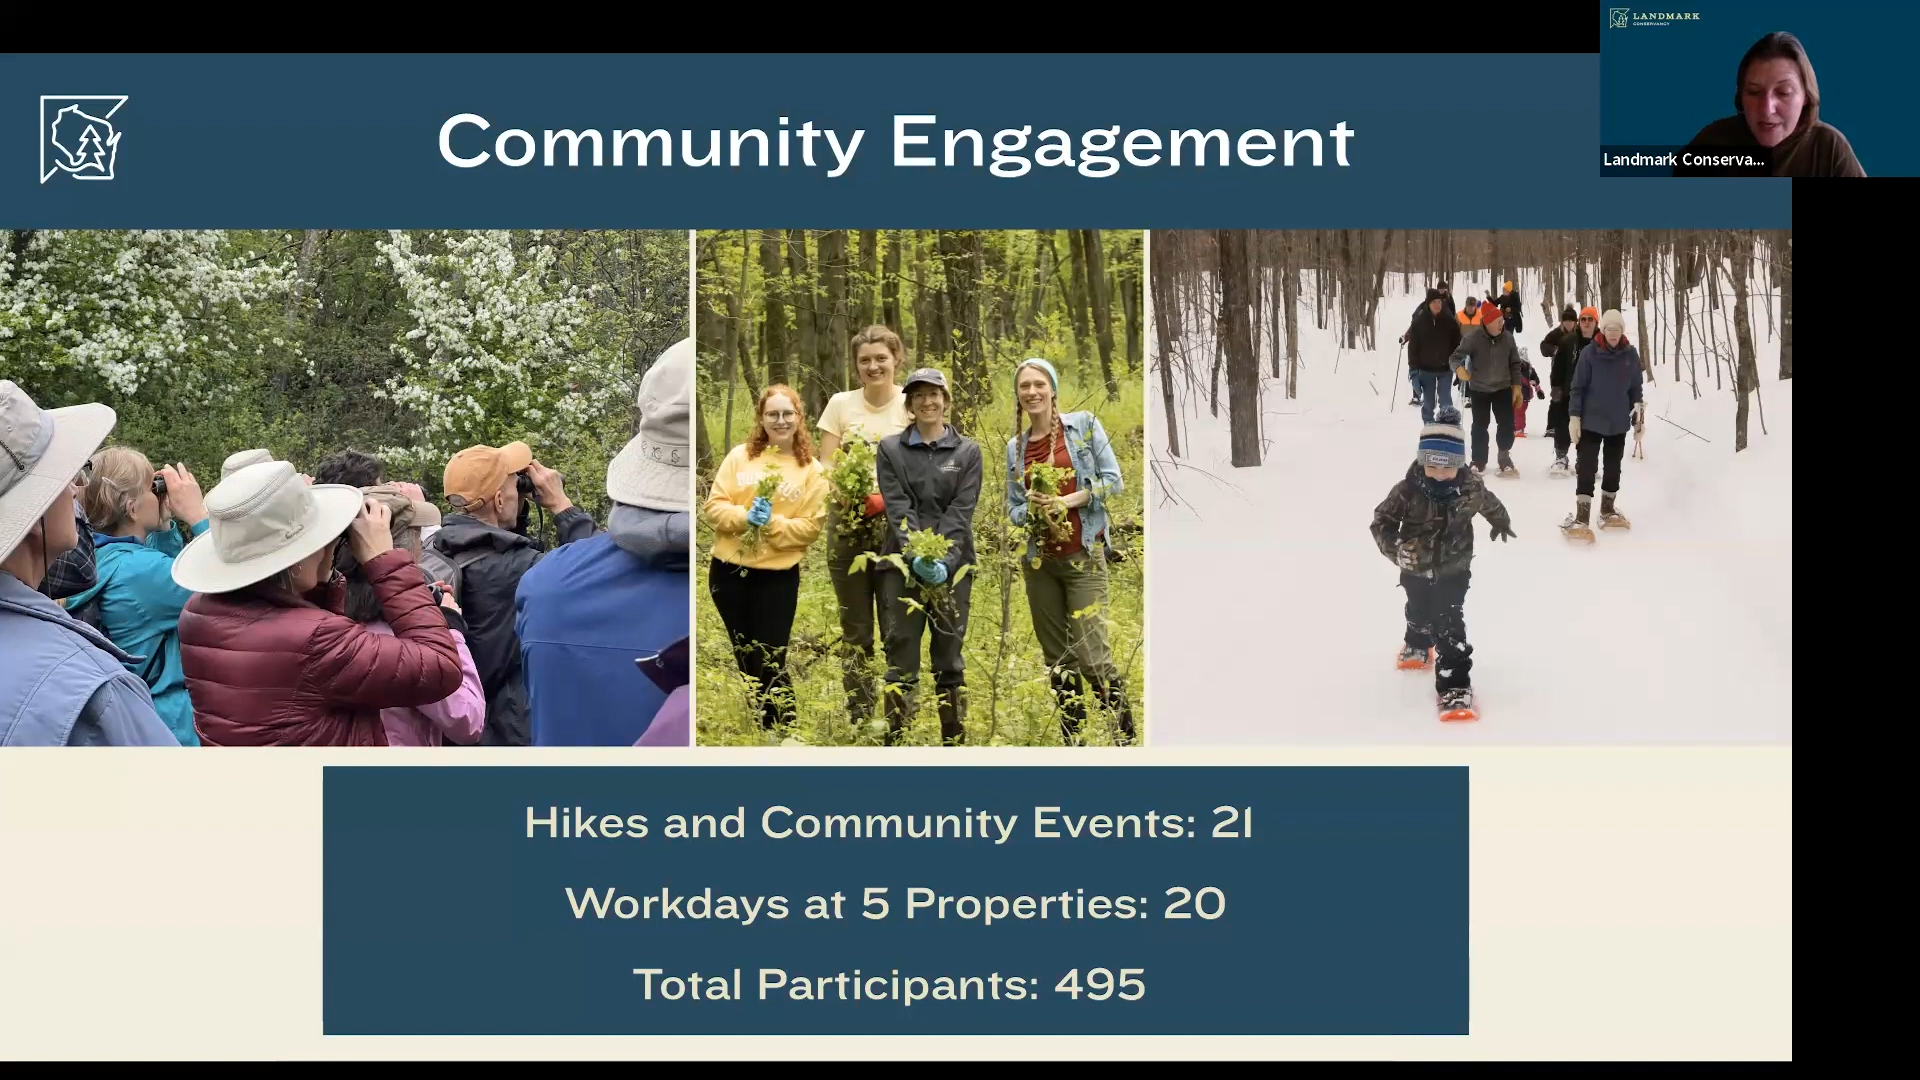 LANDMARK
CONSERVANCY
Community Engagement
Landmark Conserva...
Hikes and Community Events: 21
Workdays at 5 Properties: 20
Total Participants: 495